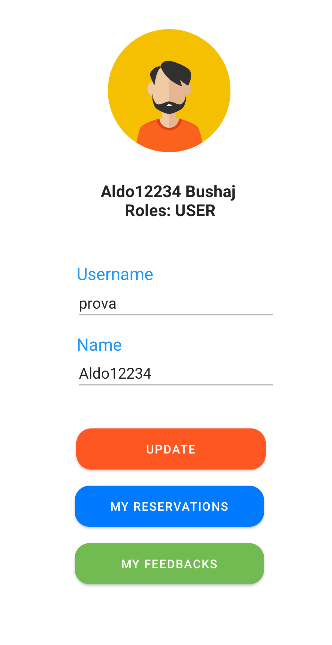 Aldo12234 Bushaj
Roles: USER
Username
prova
Name
Aldo12234
UPDATE
MY RESERVATIONS
MY FEEDBACKS